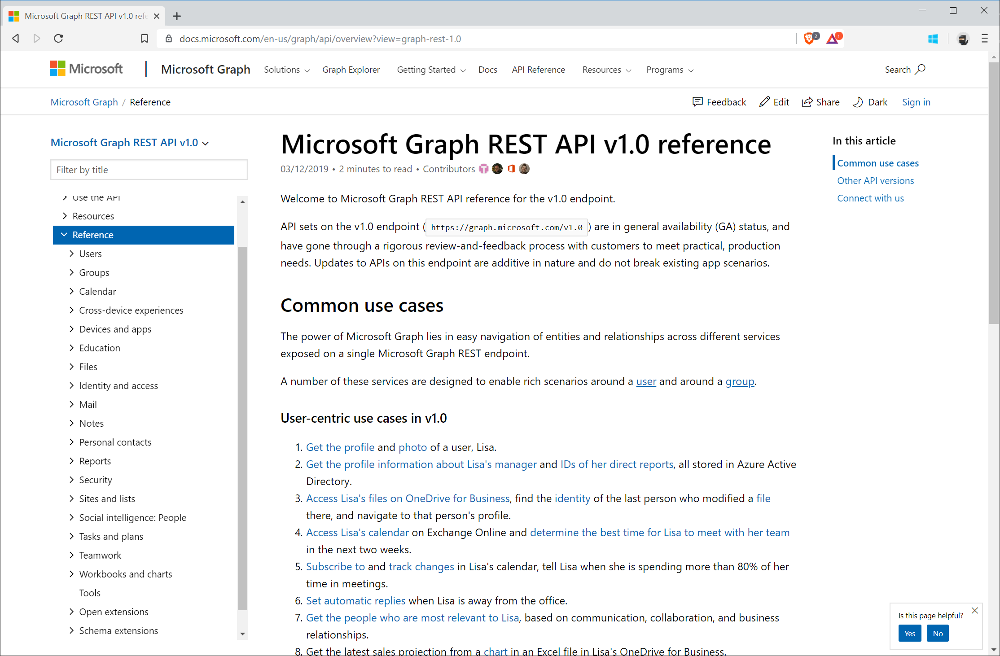 Microsoft Graph REST API v1.0 refe
docs.microsoft.com/en-us/graph/api/overview?view=graph-rest-1.0
2
1
Microsoft
Microsoft Graph
Solutions
Graph Explorer
Getting Started
Docs
API Reference
Resources
Programs
Search
Microsoft Graph / Reference
Feedback
Edit
Share
Dark
Sign in
Microsoft Graph REST API v1.0
Filter by title
Use the API
Resources
Reference
Users
Groups
Calendar
Cross-device experiences
Devices and apps
Education
Files
Identity and access
Mail
Notes
Personal contacts
Reports
Security
Sites and lists
Social intelligence: People
Tasks and plans
Teamwork
Workbooks and charts
Tools
Open extensions
Schema extensions
Microsoft Graph REST API v1.0 reference
03/12/2019 • 2 minutes to read • Contributors
Welcome to Microsoft Graph REST API reference for the v1.0 endpoint.
API sets on the v1.0 endpoint ( https://graph.microsoft.com/v1.0 ) are in general availability (GA) status, and
have gone through a rigorous review-and-feedback process with customers to meet practical, production
needs. Updates to APIs on this endpoint are additive in nature and do not break existing app scenarios.
Common use cases
The power of Microsoft Graph lies in easy navigation of entities and relationships across different services
exposed on a single Microsoft Graph REST endpoint.
A number of these services are designed to enable rich scenarios around a user and around a group.
User-centric use cases in v1.0
1. Get the profile and photo of a user, Lisa.
2. Get the profile information about Lisa's manager and IDs of her direct reports, all stored in Azure Active
Directory.
3. Access Lisa's files on OneDrive for Business, find the identity of the last person who modified a file
there, and navigate to that person's profile.
4. Access Lisa's calendar on Exchange Online and determine the best time for Lisa to meet with her team
in the next two weeks.
5. Subscribe to and track changes in Lisa's calendar, tell Lisa when she is spending more than 80% of her
time in meetings.
6. Set automatic replies when Lisa is away from the office.
7. Get the people who are most relevant to Lisa, based on communication, collaboration, and business
relationships.
8. Get the latest sales projection from a chart in an Excel file in Lisa's OneDrive for Business.
In this article
Common use cases
Other API versions
Connect with us
Is this page helpful?
Yes
No